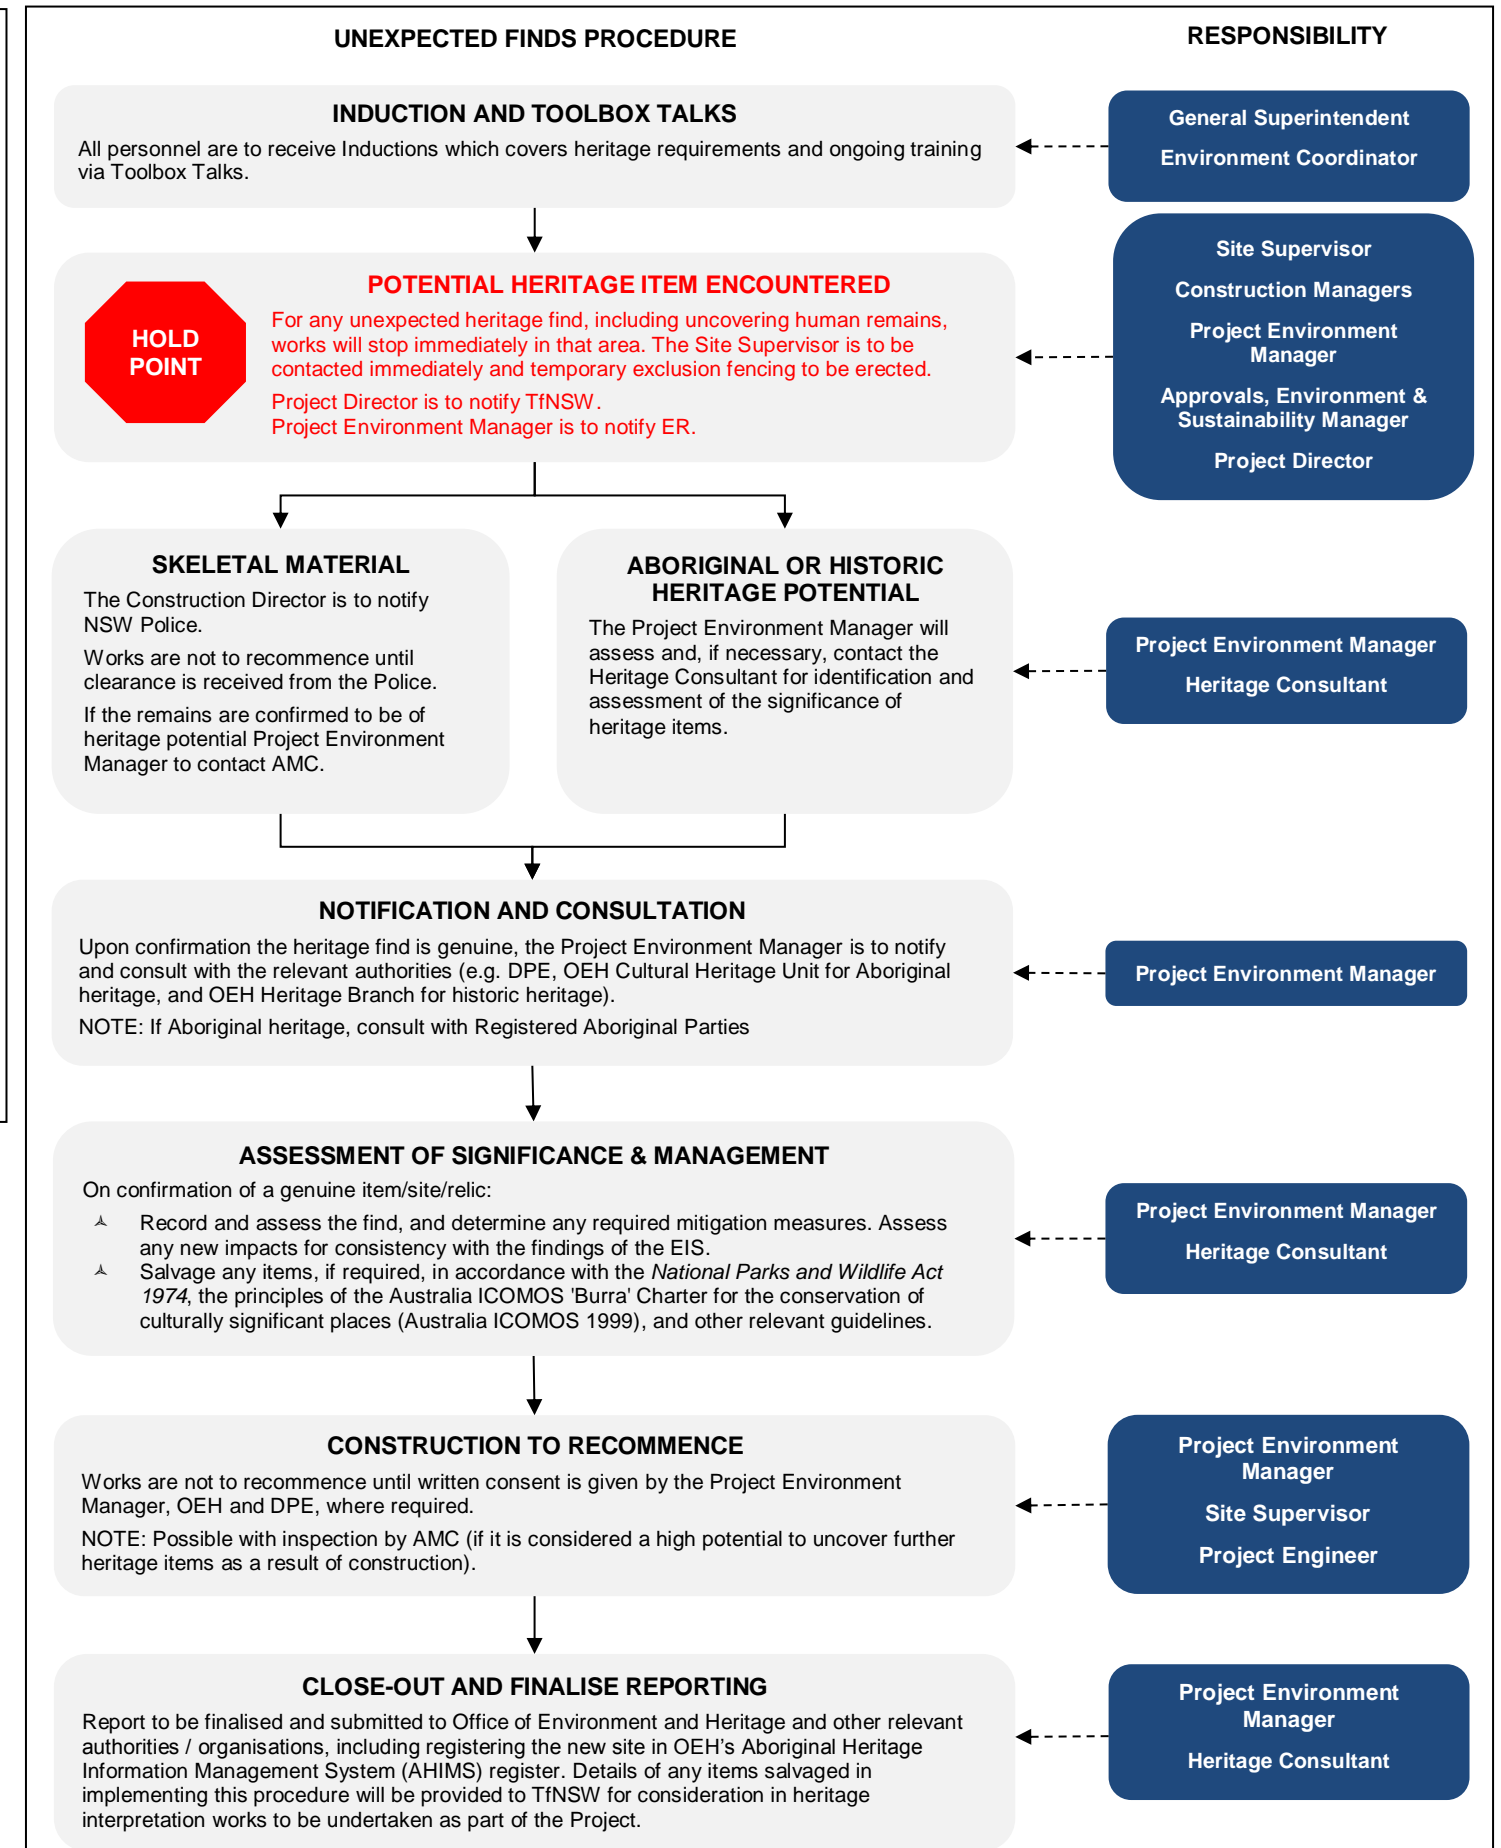 UNEXPECTED FINDS PROCEDURE
RESPONSIBILITY
INDUCTION AND TOOLBOX TALKS
All personnel are to receive Inductions which covers heritage requirements and ongoing training
via Toolbox Talks.
General Superintendent
Environment Coordinator
HOLD
POINT
POTENTIAL HERITAGE ITEM ENCOUNTERED
For any unexpected heritage find, including uncovering human remains,
works will stop immediately in that area. The Site Supervisor is to be
contacted immediately and temporary exclusion fencing to be erected.
Project Director is to notify TfNSW.
Project Environment Manager is to notify ER.
Site Supervisor
Construction Managers
Project Environment
Manager
Approvals, Environment &
Sustainability Manager
Project Director
SKELETAL MATERIAL
The Construction Director is to notify
NSW Police.
Works are not to recommence until
clearance is received from the Police.
If the remains are confirmed to be of
heritage potential Project Environment
Manager to contact AMC.
ABORIGINAL OR HISTORIC
HERITAGE POTENTIAL
The Project Environment Manager will
assess and, if necessary, contact the
Heritage Consultant for identification and
assessment of the significance of
heritage items.
Project Environment Manager
Heritage Consultant
NOTIFICATION AND CONSULTATION
Upon confirmation the heritage find is genuine, the Project Environment Manager is to notify
and consult with the relevant authorities (e.g. DPE, OEH Cultural Heritage Unit for Aboriginal
heritage, and OEH Heritage Branch for historic heritage).
NOTE: If Aboriginal heritage, consult with Registered Aboriginal Parties
Project Environment Manager
ASSESSMENT OF SIGNIFICANCE & MANAGEMENT
On confirmation of a genuine item/site/relic:
Record and assess the find, and determine any required mitigation measures. Assess
any new impacts for consistency with the findings of the EIS.
Salvage any items, if required, in accordance with the National Parks and Wildlife Act
1974, the principles of the Australia ICOMOS 'Burra' Charter for the conservation of
culturally significant places (Australia ICOMOS 1999), and other relevant guidelines.
Project Environment Manager
Heritage Consultant
CONSTRUCTION TO RECOMMENCE
Works are not to recommence until written consent is given by the Project Environment
Manager, OEH and DPE, where required.
NOTE: Possible with inspection by AMC (if it is considered a high potential to uncover further
heritage items as a result of construction).
Project Environment
Manager
Site Supervisor
Project Engineer
CLOSE-OUT AND FINALISE REPORTING
Report to be finalised and submitted to Office of Environment and Heritage and other relevant
authorities / organisations, including registering the new site in OEH's Aboriginal Heritage
Information Management System (AHIMS) register. Details of any items salvaged in
implementing this procedure will be provided to TfNSW for consideration in heritage
interpretation works to be undertaken as part of the Project.
Project Environment
Manager
Heritage Consultant